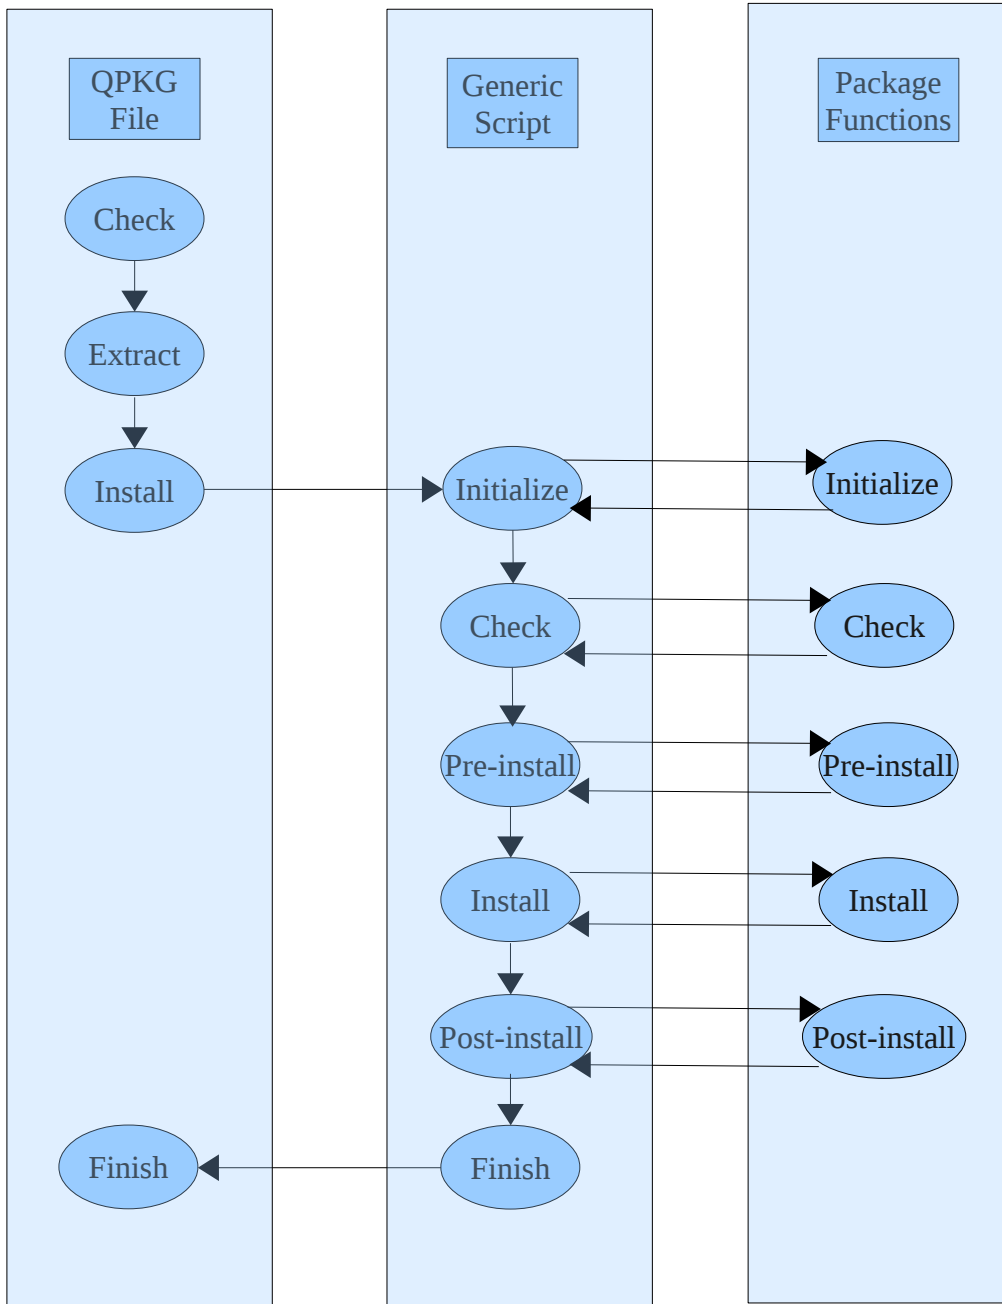 QPKG
File
Generic
Script
Package
Functions
Check
Extract
Install
Initialize
Initialize
Check
Check
Pre-install
Pre-install
Install
Install
Post-install
Post-install
Finish
Finish